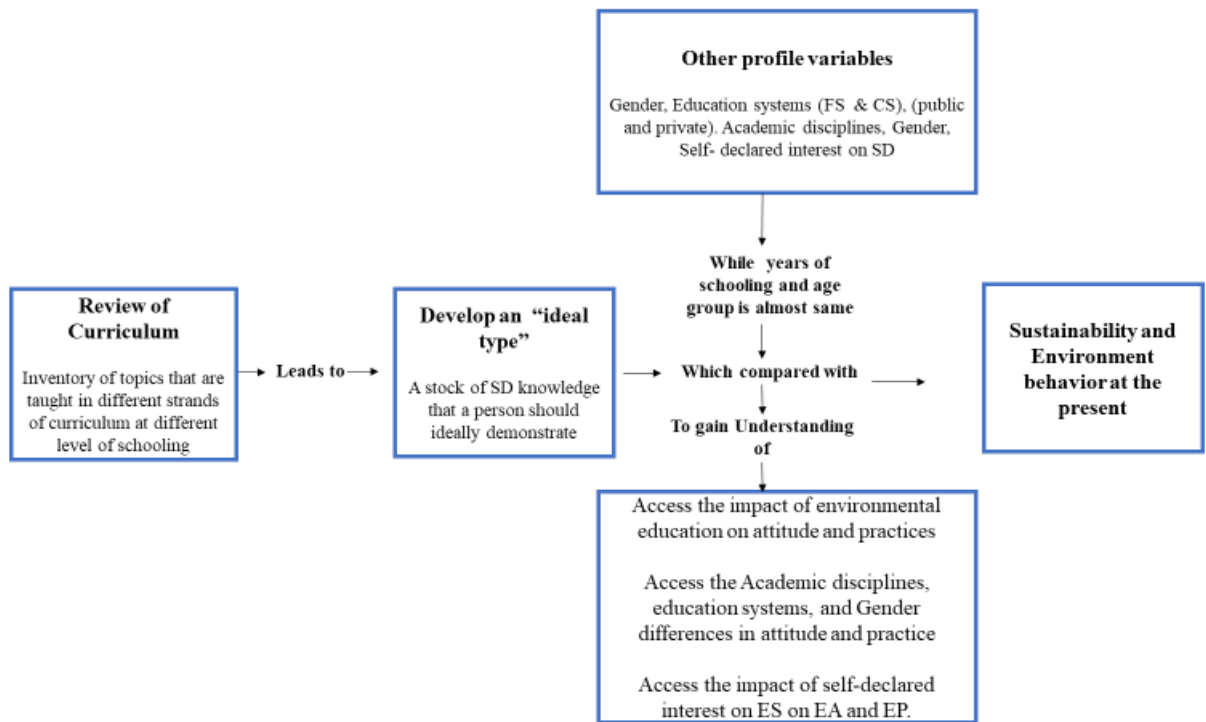 Other profile variables
Gender, Education systems (FS & CS), (public
and private). Academic disciplines, Gender,
Self- declared interest on SD
While years of
schooling and age
group is almost same
Review of
Curriculum
Inventory of topics that are
taught in different strands
of curriculum at different
level of schooling
Leads to
Develop an “ideal
type”
A stock of SD knowledge
that a person should
ideally demonstrate
Which compared with
Sustainability and
Environment
behavior at the
present
To gain Understanding
of
Access the impact of environmental
education on attitude and practices
Access the Academic disciplines,
education systems, and Gender
differences in attitude and practice
Access the impact of self-declared
interest on ES on EA and EP.